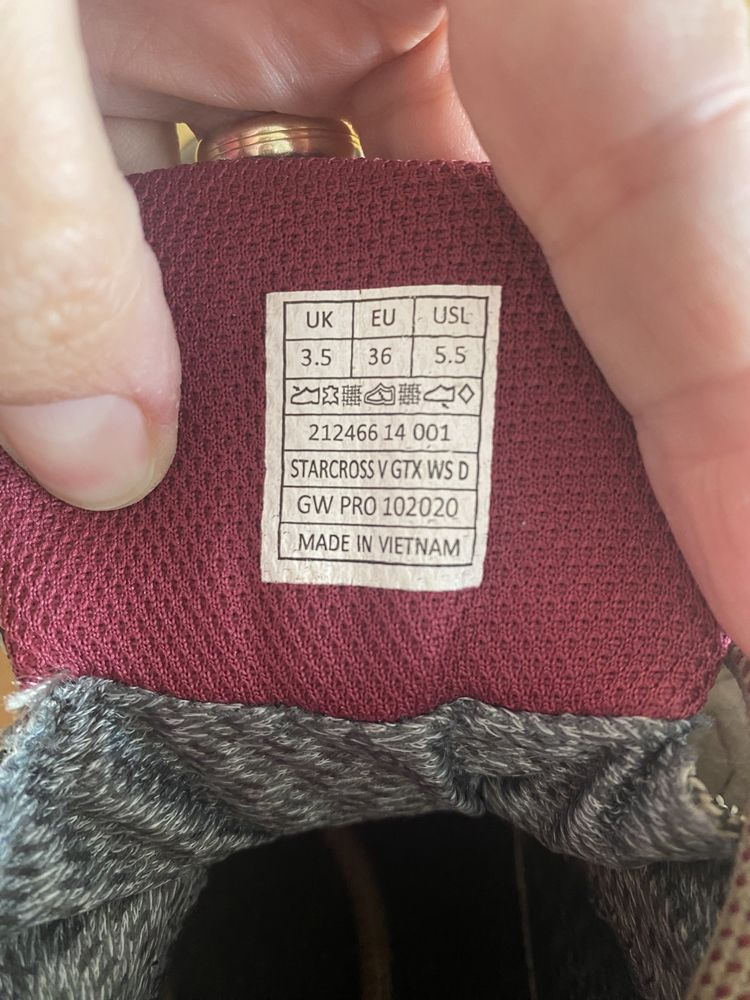 UK EU USL
3.5 36 5.5
212466 14 001
STARCROSS V GTX WS D
GW PRO 102020
MADE IN VIETNAM